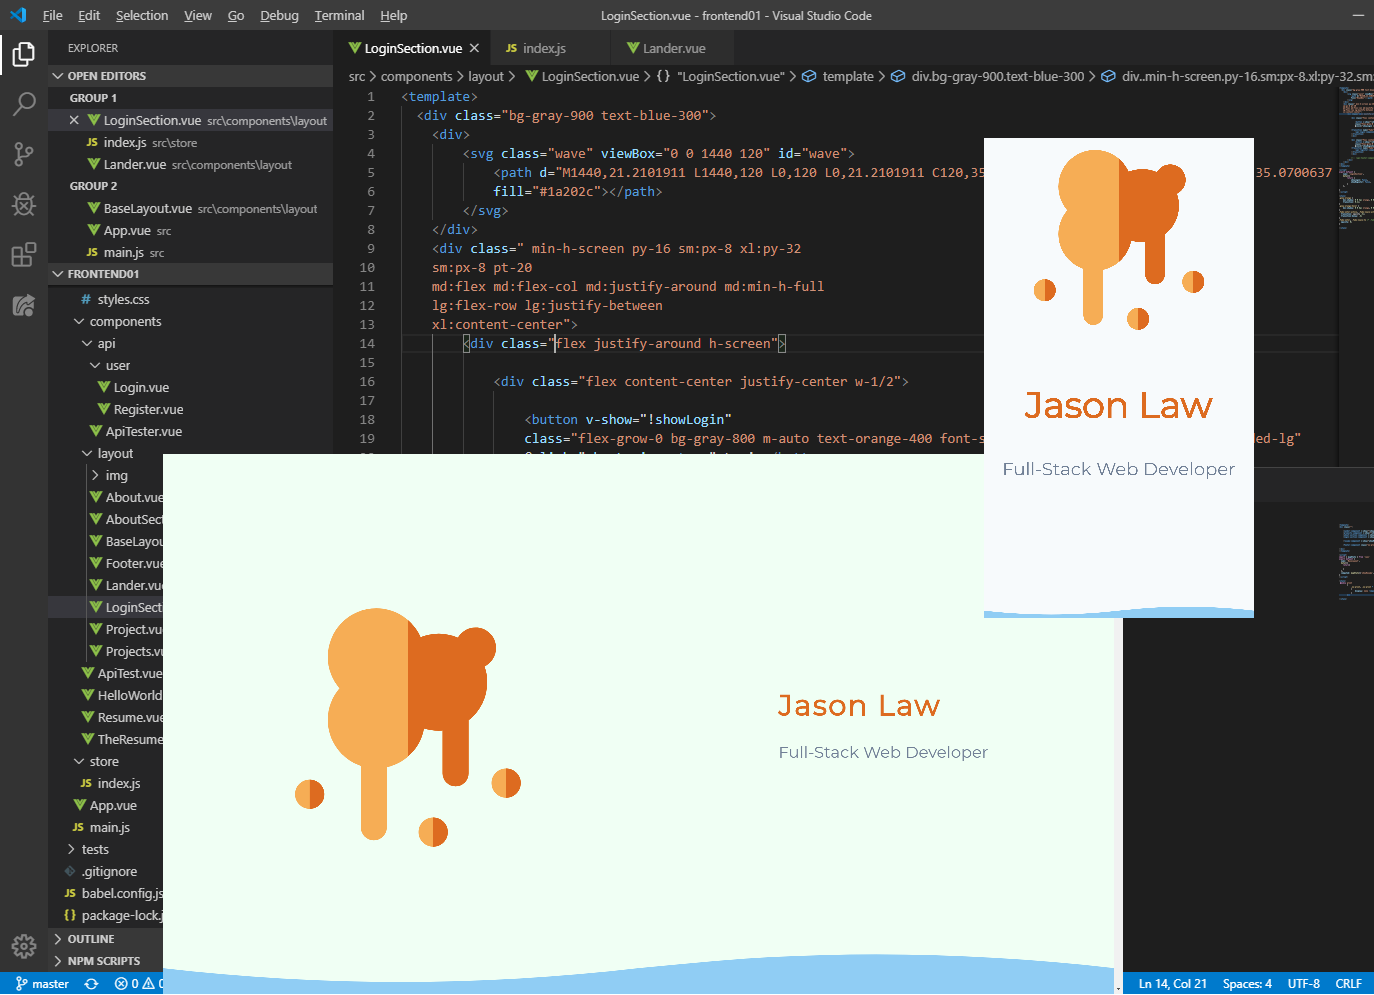 File Edit Selection View Go Debug Terminal Help
LoginSection.vue - frontend01 - Visual Studio Code
EXPLORER
OPEN EDITORS
GROUP 1
LoginSection.vue src\components\layout
JS index.js src\store
Lander.vue src\components\layout
GROUP 2
BaseLayout.vue src\components\layout
App.vue src
JS main.js src
FRONTEND01
# styles.css
components
api
user
Login.vue
Register.vue
ApiTester.vue
layout
img
About.vue
AboutSect
BaseLayou
Footer.vue
Lander.vu
LoginSecti
Project.vu
Projects.vu
ApiTest.vue
HelloWorld
Resume.vue
TheResume
store
JS index.js
App.vue
JS main.js
tests
.gitignore
JS babel.config.js
{} package-lock.j
OUTLINE
NPM SCRIPTS
master 0 0
LoginSection.vue JS index.js Lander.vue
src > components > layout > LoginSection.vue > {} "LoginSection.vue" > template > div.bg-gray-900.text-blue-300 > div..min-h-screen.py-16.sm:px-8.xl:py-32.sm:
1 <template>
2 <div class="bg-gray-900 text-blue-300">
3 <div>
4 <svg class="wave" viewBox="0 0 1440 120" id="wave">
5 <path d="M1440,21.2101911 L1440,120 L0,120 L0,21.2101911 C120,35 35.0700637
6 fill="#1a202c"></path>
7 </svg>
8 </div>
9 <div class=" min-h-screen py-16 sm:px-8 xl:py-32
10 sm:px-8 pt-20
11 md:flex md:flex-col md:justify-around md:min-h-full
12 lg:flex-row lg:justify-between
13 xl:content-center">
14 <div class="flex justify-around h-screen">
15
16 <div class="flex content-center justify-center w-1/2">
17
18 <button v-show="!showLogin"
19 class="flex-grow-0 bg-gray-800 m-auto text-orange-400 font-s ded-lg"
Jason Law
Full-Stack Web Developer
Jason Law
Full-Stack Web Developer
Ln 14, Col 21 Spaces: 4 UTF-8 CRLF